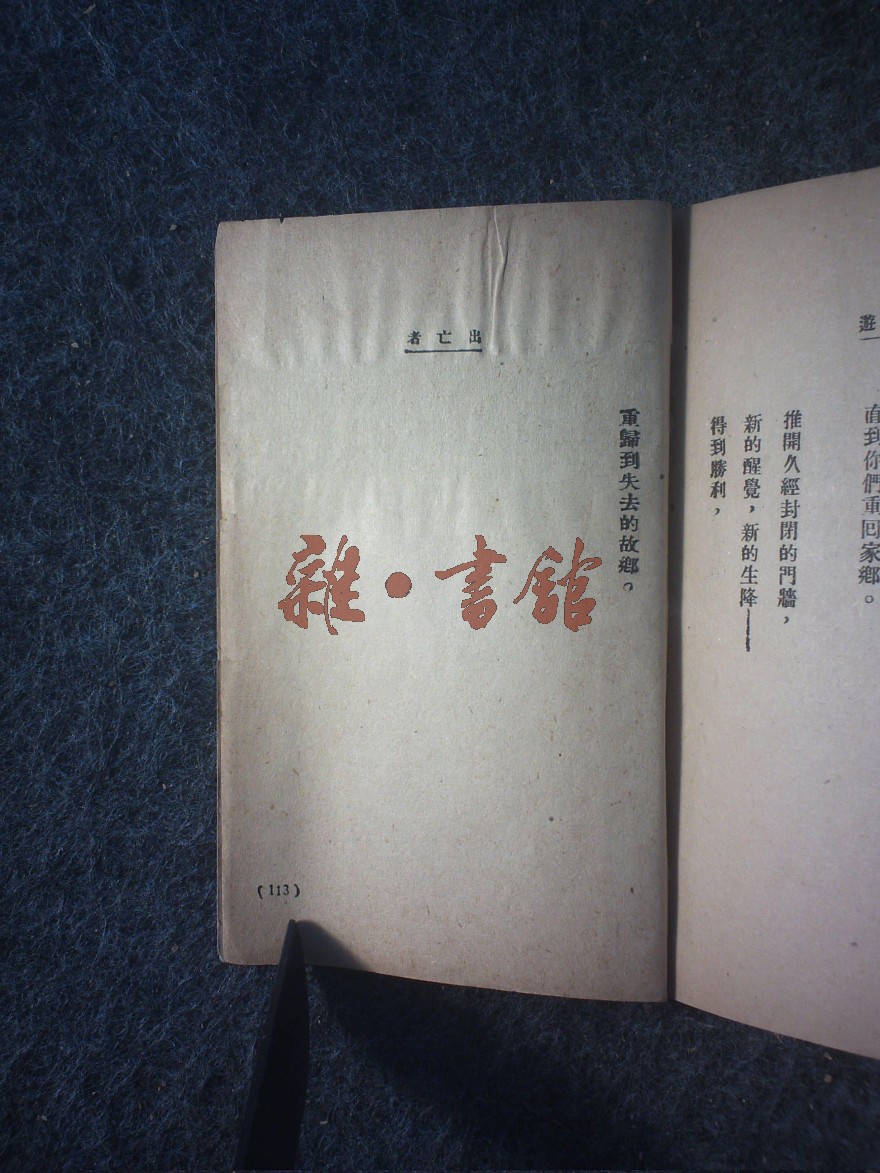 遊
直到你們重囘家鄉。
推開久經封閉的門牆，
新的醒覺，新的生降——
得到勝利，
出亡者
重歸到失去的故鄉。
雜·書館
(113)